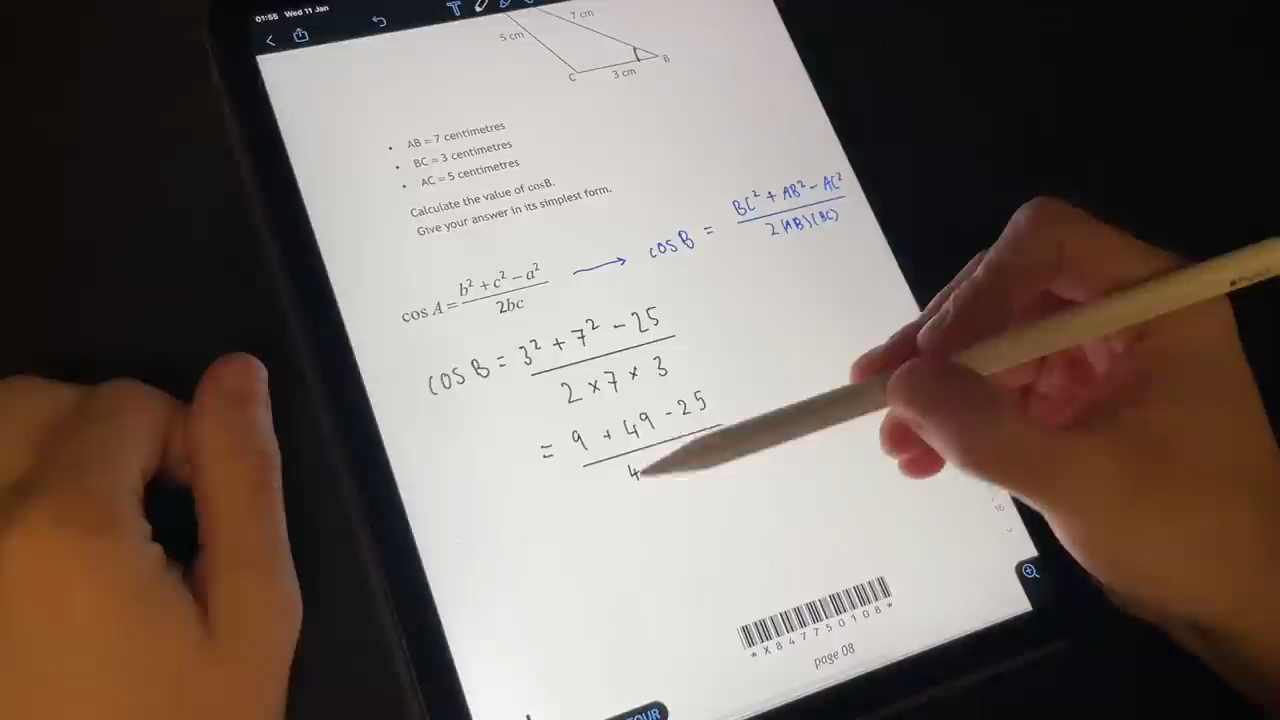 01:55 Wed 11 Jan
7 cm
5 cm
C
B
3 cm
• AB = 7 centimetres
• BC = 3 centimetres
• AC = 5 centimetres
Calculate the value of cosB.
Give your answer in its simplest form.
cos A = b² + c² − a² / 2bc → cos B = BC² + AB² − AC² / 2(AB)(BC)
cos B = 3² + 7² − 25 / 2 × 7 × 3
= 9 + 49 − 25 / 4
16
*X847750108*
page 08